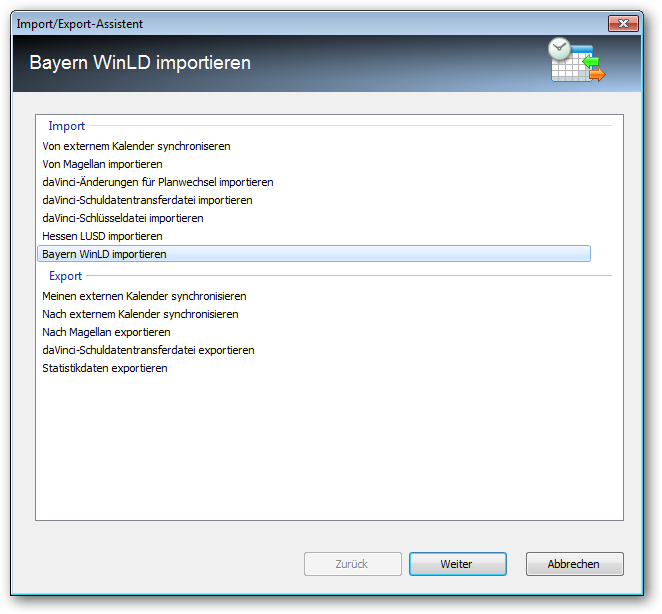 Import/Export-Assistent
Bayern WinLD importieren
Import
Von externem Kalender synchroniseren
Von Magellan importieren
daVinci-Änderungen für Planwechsel importieren
daVinci-Schuldatentransferdatei importieren
daVinci-Schlüsseldatei importieren
Hessen LUSD importieren
Bayern WinLD importieren
Export
Meinen externen Kalender synchronisieren
Nach externem Kalender synchronisieren
Nach Magellan exportieren
daVinci-Schuldatentransferdatei exportieren
Statistikdaten exportieren
Zurück
Weiter
Abbrechen